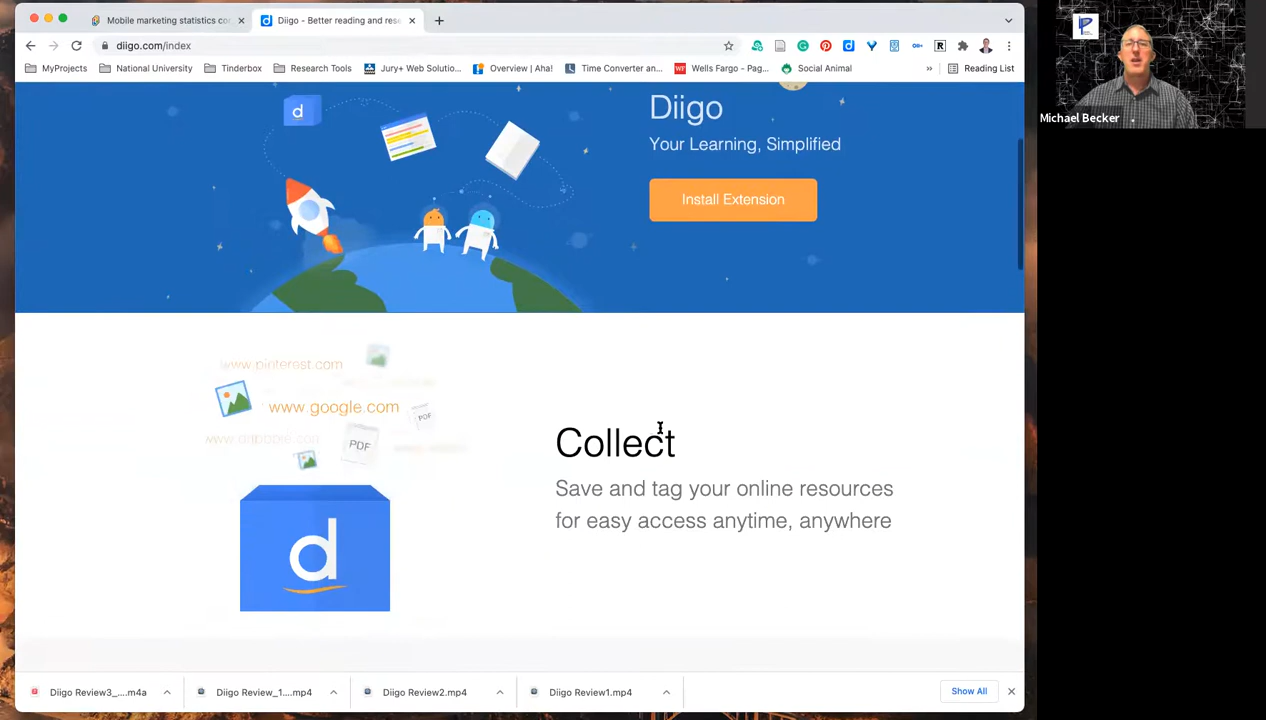 Mobile marketing statistics co
Diigo - Better reading and rese
diigo.com/index
MyProjects
National University
Tinderbox
Research Tools
Jury+ Web Solutio...
Overview | Aha!
Time Converter an...
Wells Fargo - Pag...
Social Animal
»
Reading List
Michael Becker
d
Diigo
Your Learning, Simplified
Install Extension
www.pinterest.com
www.google.com
PDF
PDF
d
Collect
Save and tag your online resources
for easy access anytime, anywhere
Diigo Review3_....m4a
Diigo Review_1....mp4
Diigo Review2.mp4
Diigo Review1.mp4
Show All